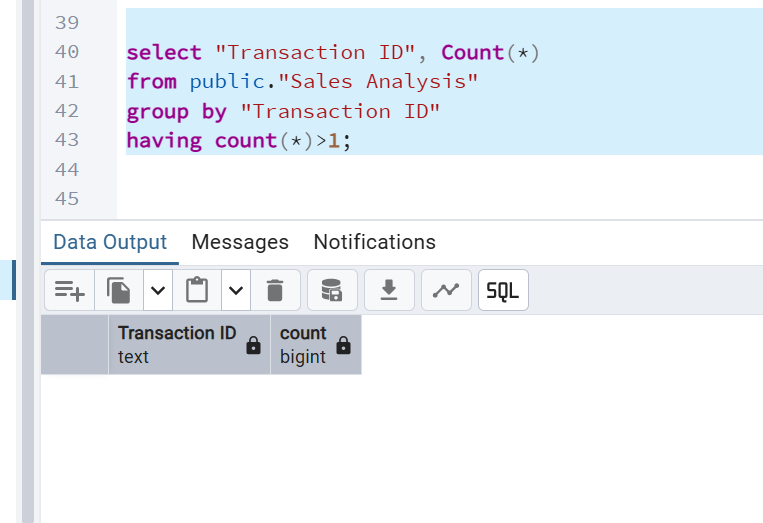 39
40 select "Transaction ID", Count(*)
41 from public."Sales Analysis"
42 group by "Transaction ID"
43 having count(*)>1;
44
45
Data Output Messages Notifications
SQL
Transaction ID count
text bigint